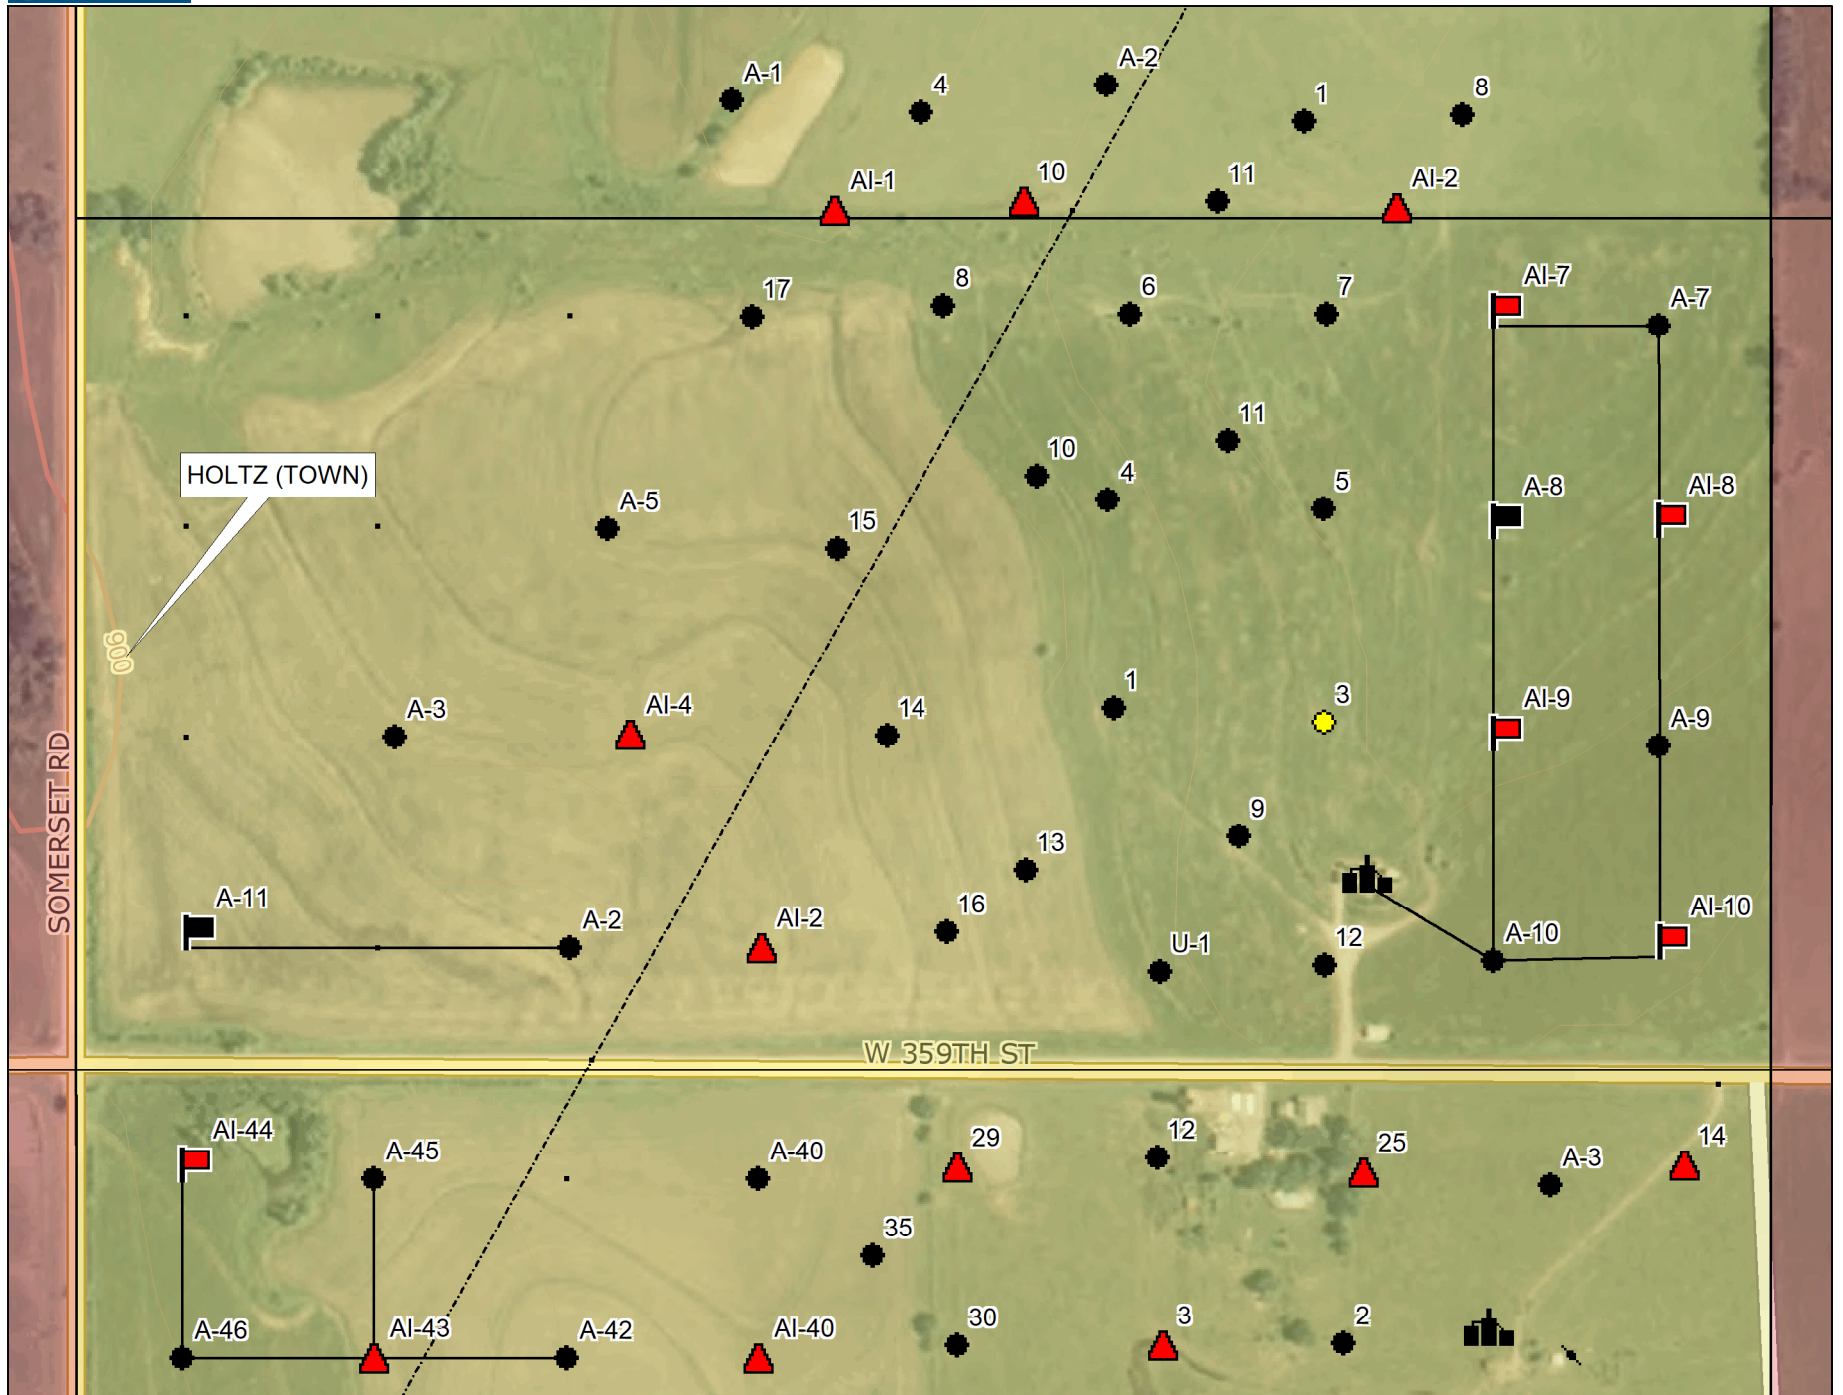 A-1
4
A-2
1
8
AI-1
10
11
AI-2
17
8
6
7
AI-7
A-7
HOLTZ (TOWN)
A-5
15
10
4
11
5
A-8
AI-8
900
A-3
AI-4
14
1
3
AI-9
A-9
SOMERSET RD
9
13
A-11
A-2
AI-2
16
U-1
12
A-10
AI-10
W 359TH ST
AI-44
A-45
A-40
29
12
25
A-3
14
35
A-46
AI-43
A-42
AI-40
30
3
2